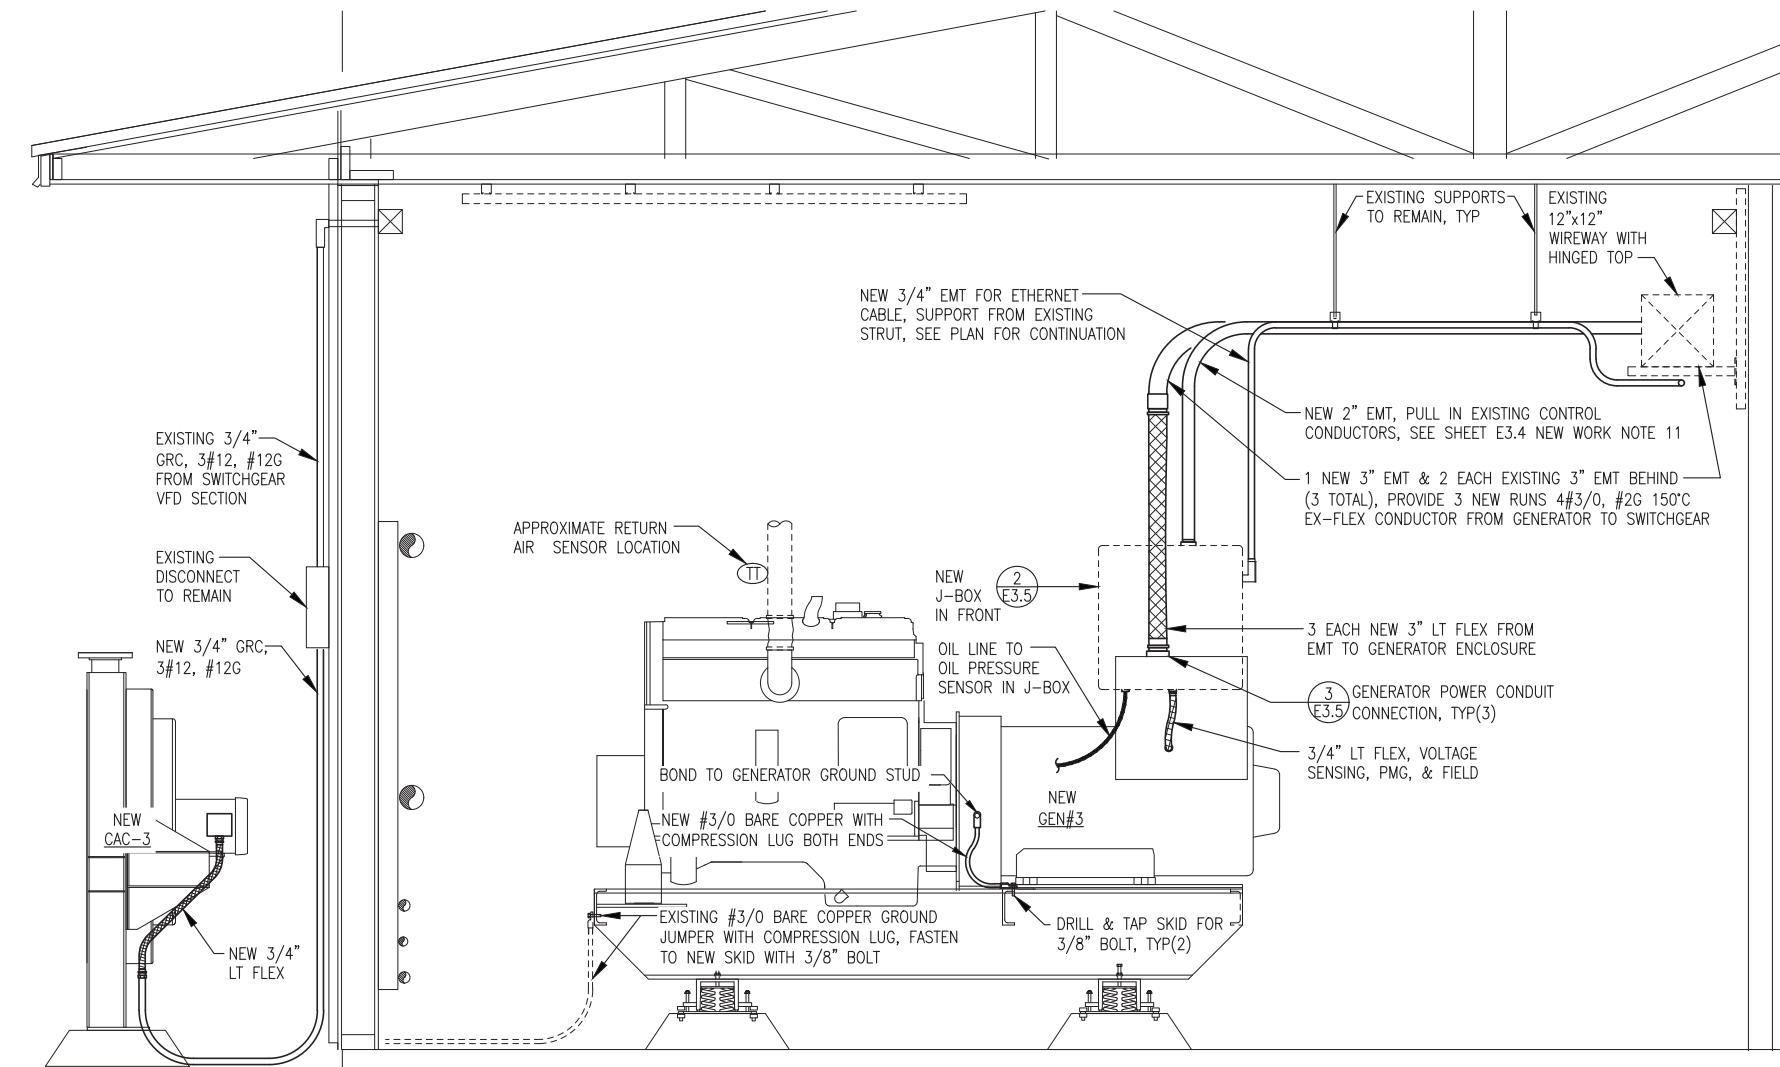 EXISTING SUPPORTS
TO REMAIN, TYP
EXISTING
12"x12"
WIREWAY WITH
HINGED TOP
NEW 3/4" EMT FOR ETHERNET
CABLE, SUPPORT FROM EXISTING
STRUT, SEE PLAN FOR CONTINUATION
NEW 2" EMT, PULL IN EXISTING CONTROL
CONDUCTORS, SEE SHEET E3.4 NEW WORK NOTE 11
1 NEW 3" EMT & 2 EACH EXISTING 3" EMT BEHIND
(3 TOTAL), PROVIDE 3 NEW RUNS 4#3/0, #2G 150°C
EX-FLEX CONDUCTOR FROM GENERATOR TO SWITCHGEAR
EXISTING 3/4"
GRC, 3#12, #12G
FROM SWITCHGEAR
VFD SECTION
APPROXIMATE RETURN
AIR SENSOR LOCATION
TT
EXISTING
DISCONNECT
TO REMAIN
NEW
J-BOX
IN FRONT
2
E3.5
NEW 3/4" GRC,
3#12, #12G
OIL LINE TO
OIL PRESSURE
SENSOR IN J-BOX
3 EACH NEW 3" LT FLEX FROM
EMT TO GENERATOR ENCLOSURE
3
E3.5
GENERATOR POWER CONDUIT
CONNECTION, TYP(3)
3/4" LT FLEX, VOLTAGE
SENSING, PMG, & FIELD
BOND TO GENERATOR GROUND STUD
NEW
GEN#3
NEW #3/0 BARE COPPER WITH
COMPRESSION LUG BOTH ENDS
NEW
CAC-3
EXISTING #3/0 BARE COPPER GROUND
JUMPER WITH COMPRESSION LUG, FASTEN
TO NEW SKID WITH 3/8" BOLT
DRILL & TAP SKID FOR
3/8" BOLT, TYP(2)
NEW 3/4"
LT FLEX